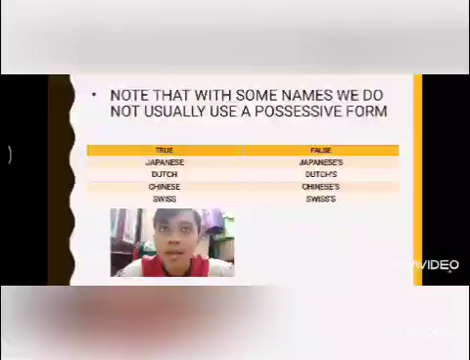 • NOTE THAT WITH SOME NAMES WE DO
NOT USUALLY USE A POSSESSIVE FORM
TRUE FALSE
JAPANESE JAPANESE'S
DUTCH DUTCH'S
CHINESE CHINESE'S
SWISS SWISS'S